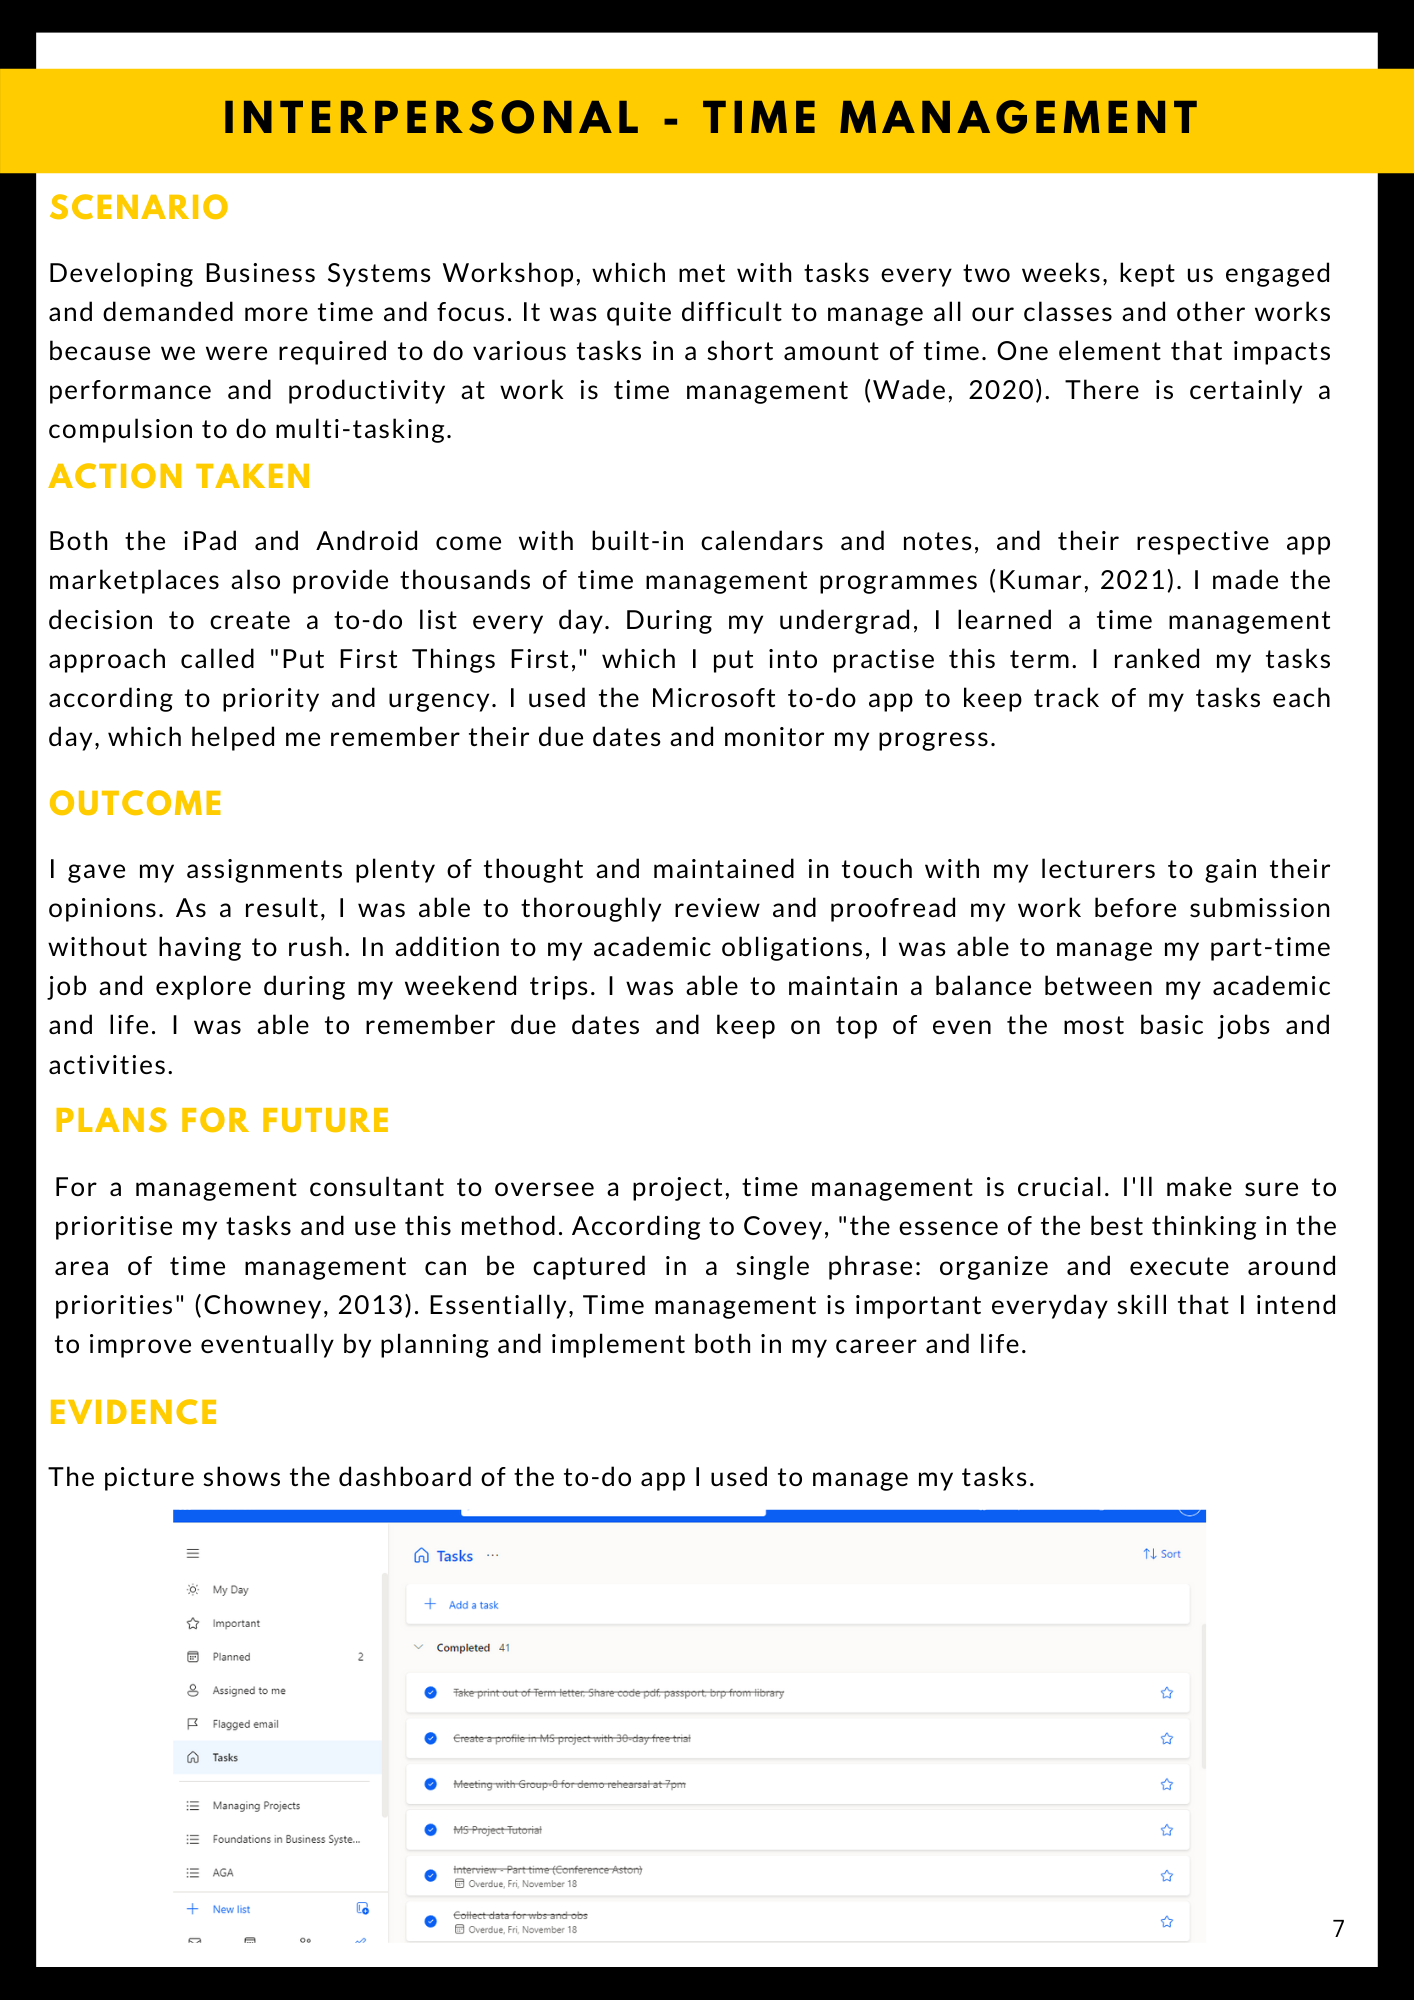 INTERPERSONAL - TIME MANAGEMENT
SCENARIO
Developing Business Systems Workshop, which met with tasks every two weeks, kept us engaged
and demanded more time and focus. It was quite difficult to manage all our classes and other works
because we were required to do various tasks in a short amount of time. One element that impacts
performance and productivity at work is time management (Wade, 2020). There is certainly a
compulsion to do multi-tasking.
ACTION TAKEN
Both the iPad and Android come with built-in calendars and notes, and their respective app
marketplaces also provide thousands of time management programmes (Kumar, 2021). I made the
decision to create a to-do list every day. During my undergrad, I learned a time management
approach called "Put First Things First," which I put into practise this term. I ranked my tasks
according to priority and urgency. I used the Microsoft to-do app to keep track of my tasks each
day, which helped me remember their due dates and monitor my progress.
OUTCOME
I gave my assignments plenty of thought and maintained in touch with my lecturers to gain their
opinions. As a result, I was able to thoroughly review and proofread my work before submission
without having to rush. In addition to my academic obligations, I was able to manage my part-time
job and explore during my weekend trips. I was able to maintain a balance between my academic
and life. I was able to remember due dates and keep on top of even the most basic jobs and
activities.
PLANS FOR FUTURE
For a management consultant to oversee a project, time management is crucial. I'll make sure to
prioritise my tasks and use this method. According to Covey, "the essence of the best thinking in the
area of time management can be captured in a single phrase: organize and execute around
priorities" (Chowney, 2013). Essentially, Time management is important everyday skill that I intend
to improve eventually by planning and implement both in my career and life.
EVIDENCE
The picture shows the dashboard of the to-do app I used to manage my tasks.
My Day
Important
Planned 2
Assigned to me
Flagged email
Tasks
Managing Projects
Foundations in Business Syste...
AGA
New list
Tasks ...
Sort
Add a task
Completed 41
Take print out of Term letter. Share code pdf, passport, brp from library
Create a profile in MS project with 30-day free trial
Meeting with Group-8 for demo rehearsal at 7pm
MS Project Tutorial
Interview - Part time (Conference Aston)
Overdue, Fri, November 18
Collect data for wbs and obs
Overdue, Fri, November 18
7